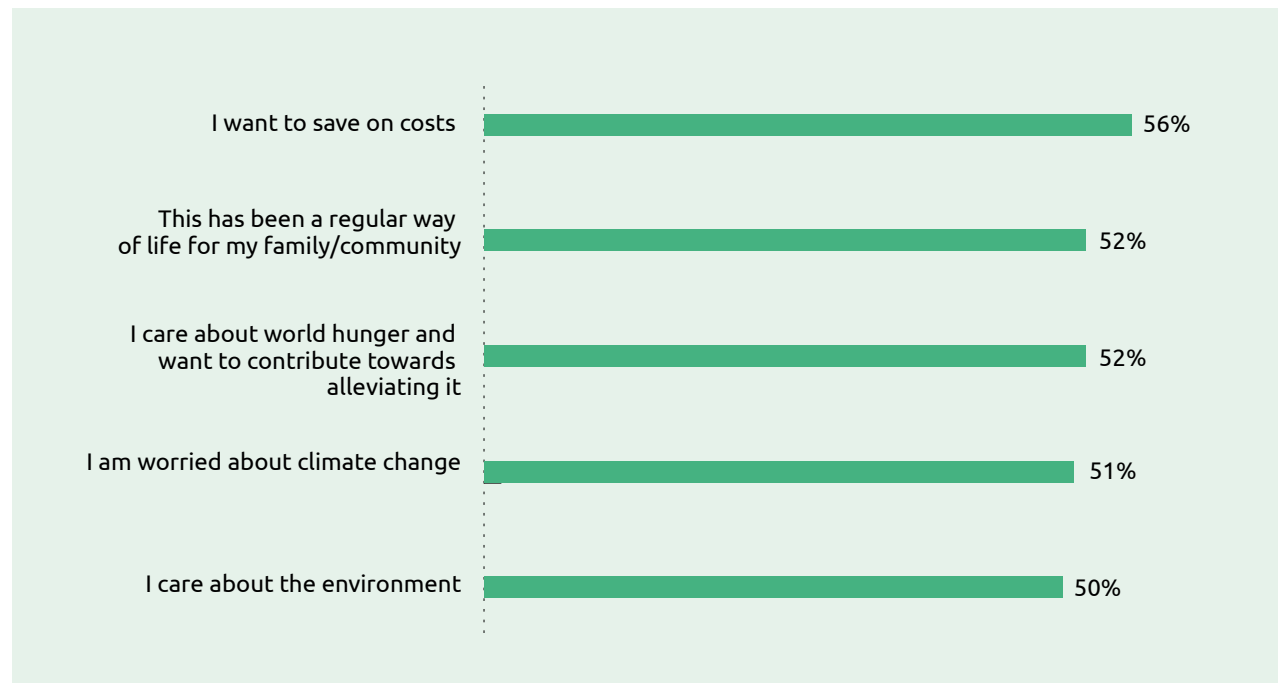 I want to save on costs
56%
This has been a regular way
of life for my family/community
52%
I care about world hunger and
want to contribute towards
alleviating it
52%
I am worried about climate change
51%
I care about the environment
50%